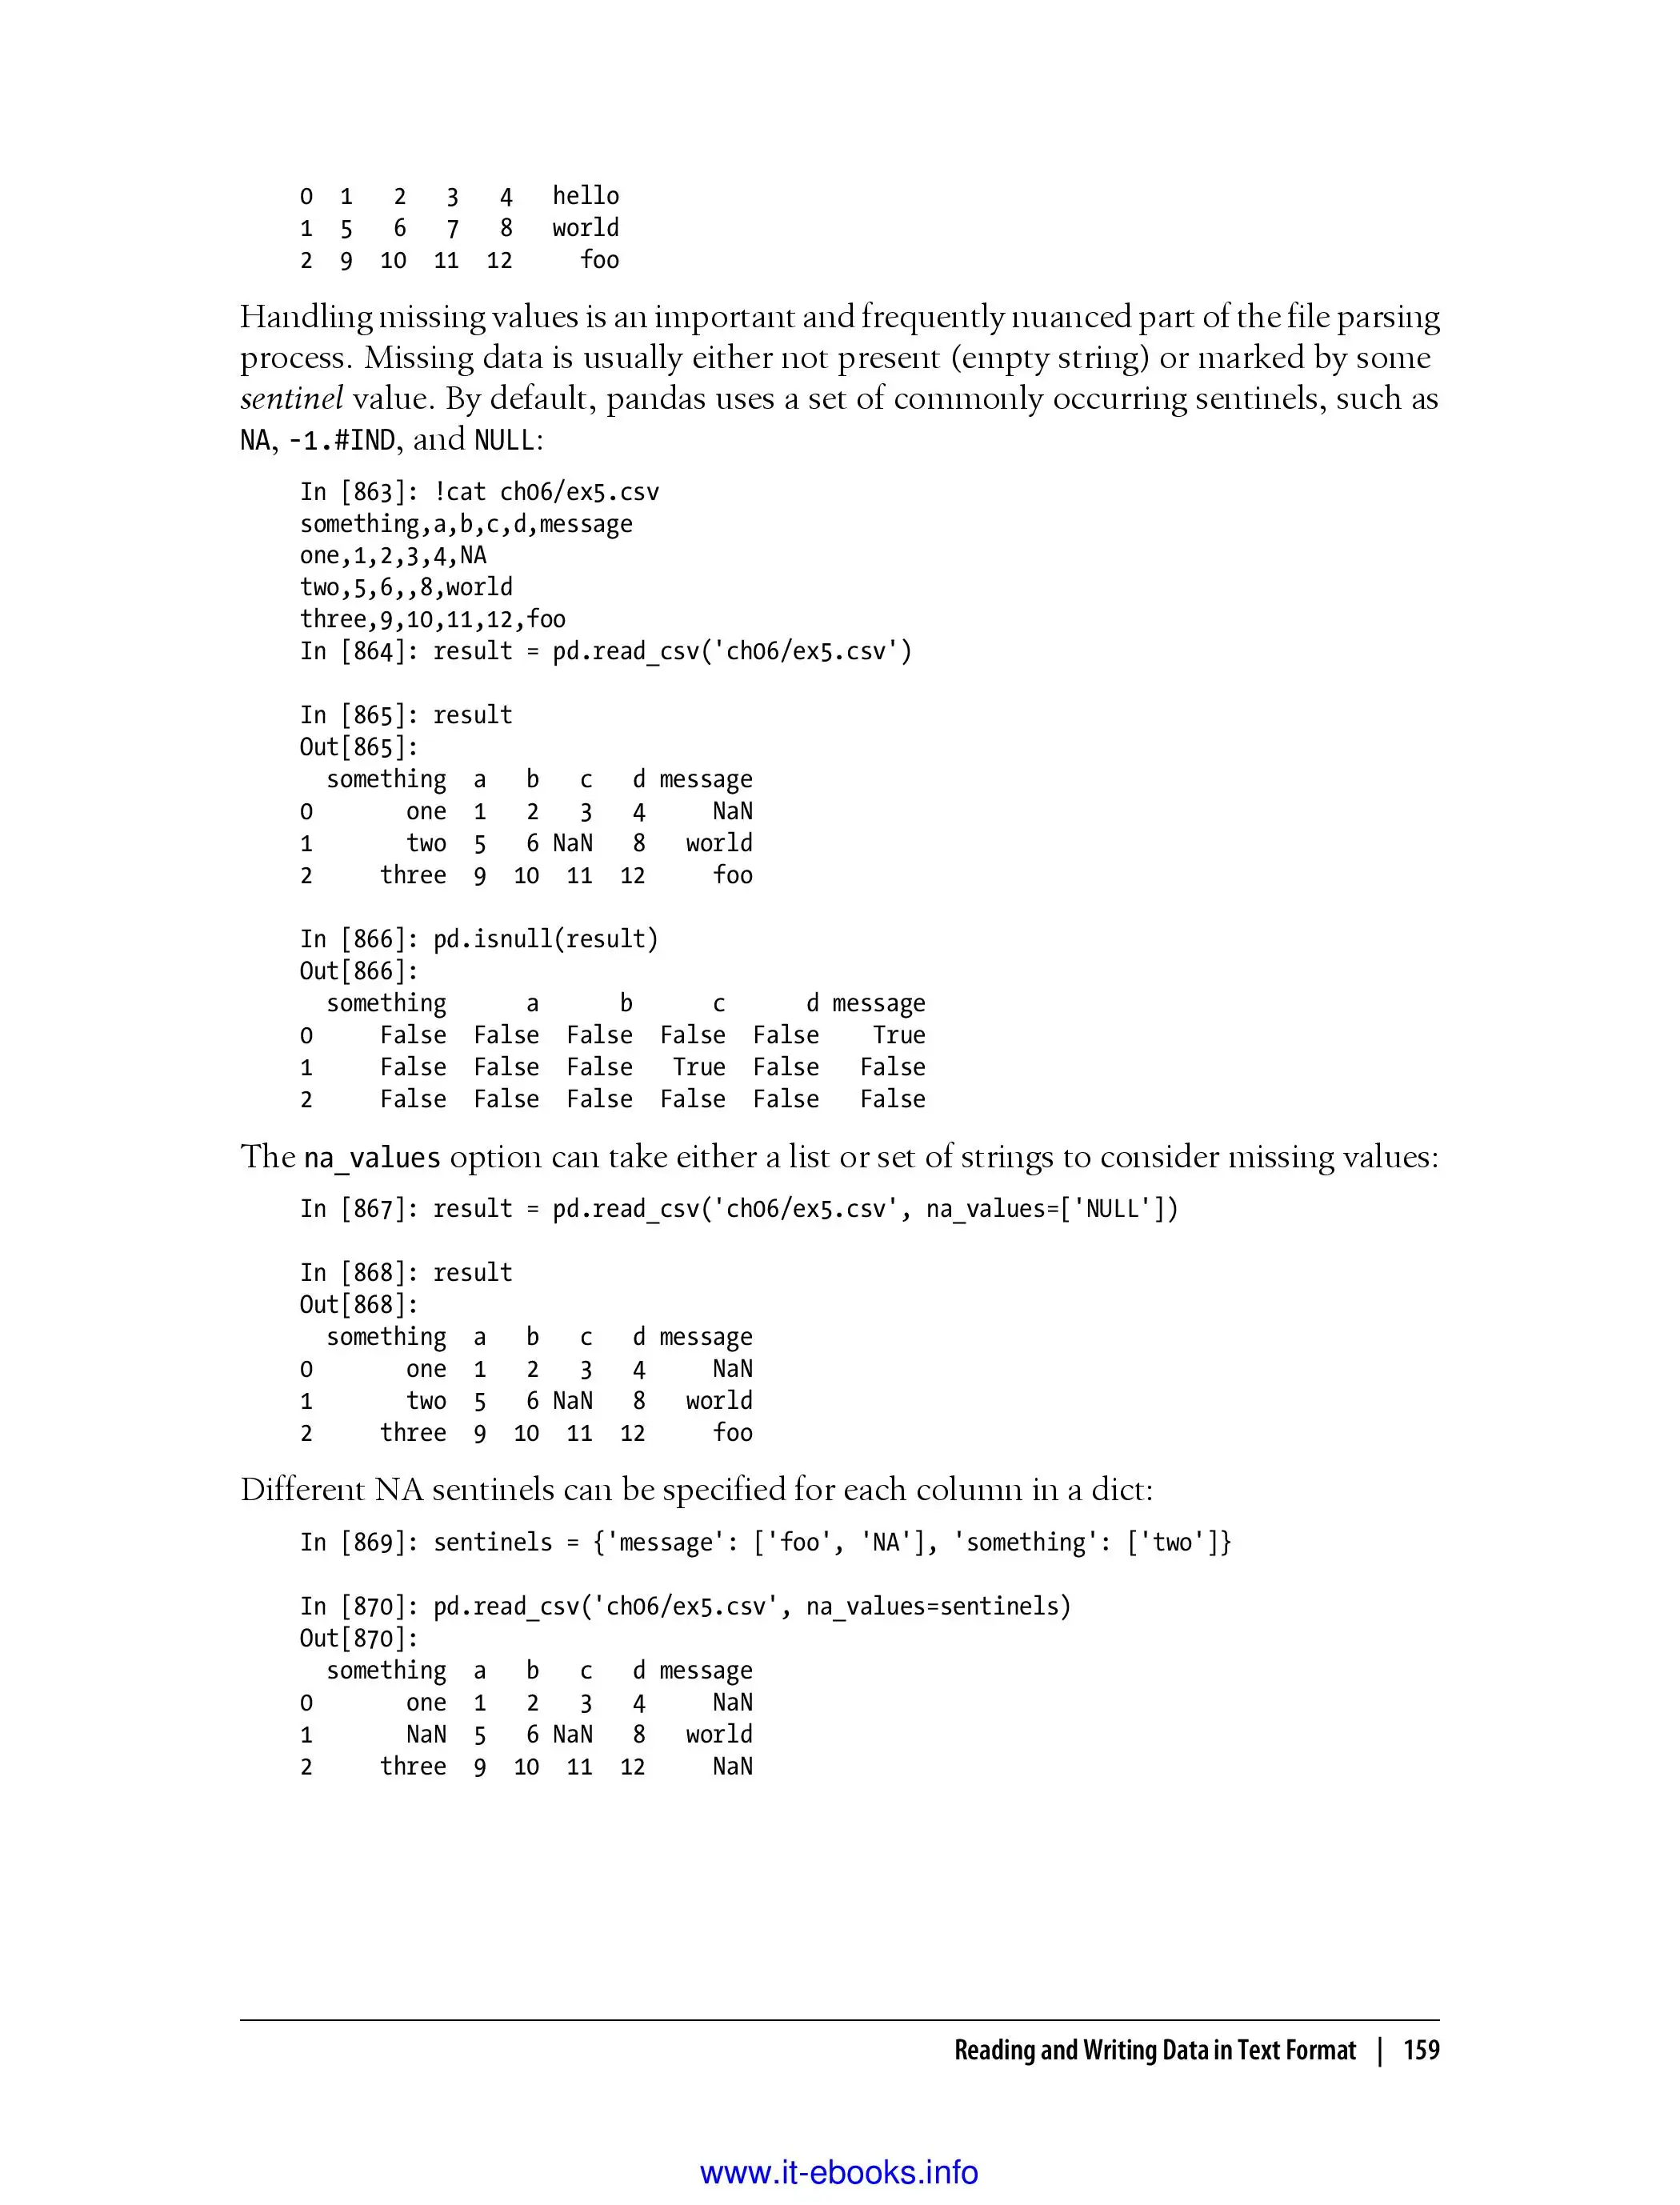 0  1   2   3   4   hello
1  5   6   7   8   world
2  9  10  11  12     foo
Handling missing values is an important and frequently nuanced part of the file parsing
process. Missing data is usually either not present (empty string) or marked by some
sentinel value. By default, pandas uses a set of commonly occurring sentinels, such as
NA, -1.#IND, and NULL:
In [863]: !cat ch06/ex5.csv
something,a,b,c,d,message
one,1,2,3,4,NA
two,5,6,,8,world
three,9,10,11,12,foo
In [864]: result = pd.read_csv('ch06/ex5.csv')
In [865]: result
Out[865]:
  something  a   b   c   d message
0       one  1   2   3   4     NaN
1       two  5   6 NaN   8   world
2     three  9  10  11  12     foo
In [866]: pd.isnull(result)
Out[866]:
  something      a      b      c      d message
0     False  False  False  False  False    True
1     False  False  False   True  False   False
2     False  False  False  False  False   False
The na_values option can take either a list or set of strings to consider missing values:
In [867]: result = pd.read_csv('ch06/ex5.csv', na_values=['NULL'])
In [868]: result
Out[868]:
  something  a   b   c   d message
0       one  1   2   3   4     NaN
1       two  5   6 NaN   8   world
2     three  9  10  11  12     foo
Different NA sentinels can be specified for each column in a dict:
In [869]: sentinels = {'message': ['foo', 'NA'], 'something': ['two']}
In [870]: pd.read_csv('ch06/ex5.csv', na_values=sentinels)
Out[870]:
  something  a   b   c   d message
0       one  1   2   3   4     NaN
1       NaN  5   6 NaN   8   world
2     three  9  10  11  12     NaN
Reading and Writing Data in Text Format | 159
www.it-ebooks.info